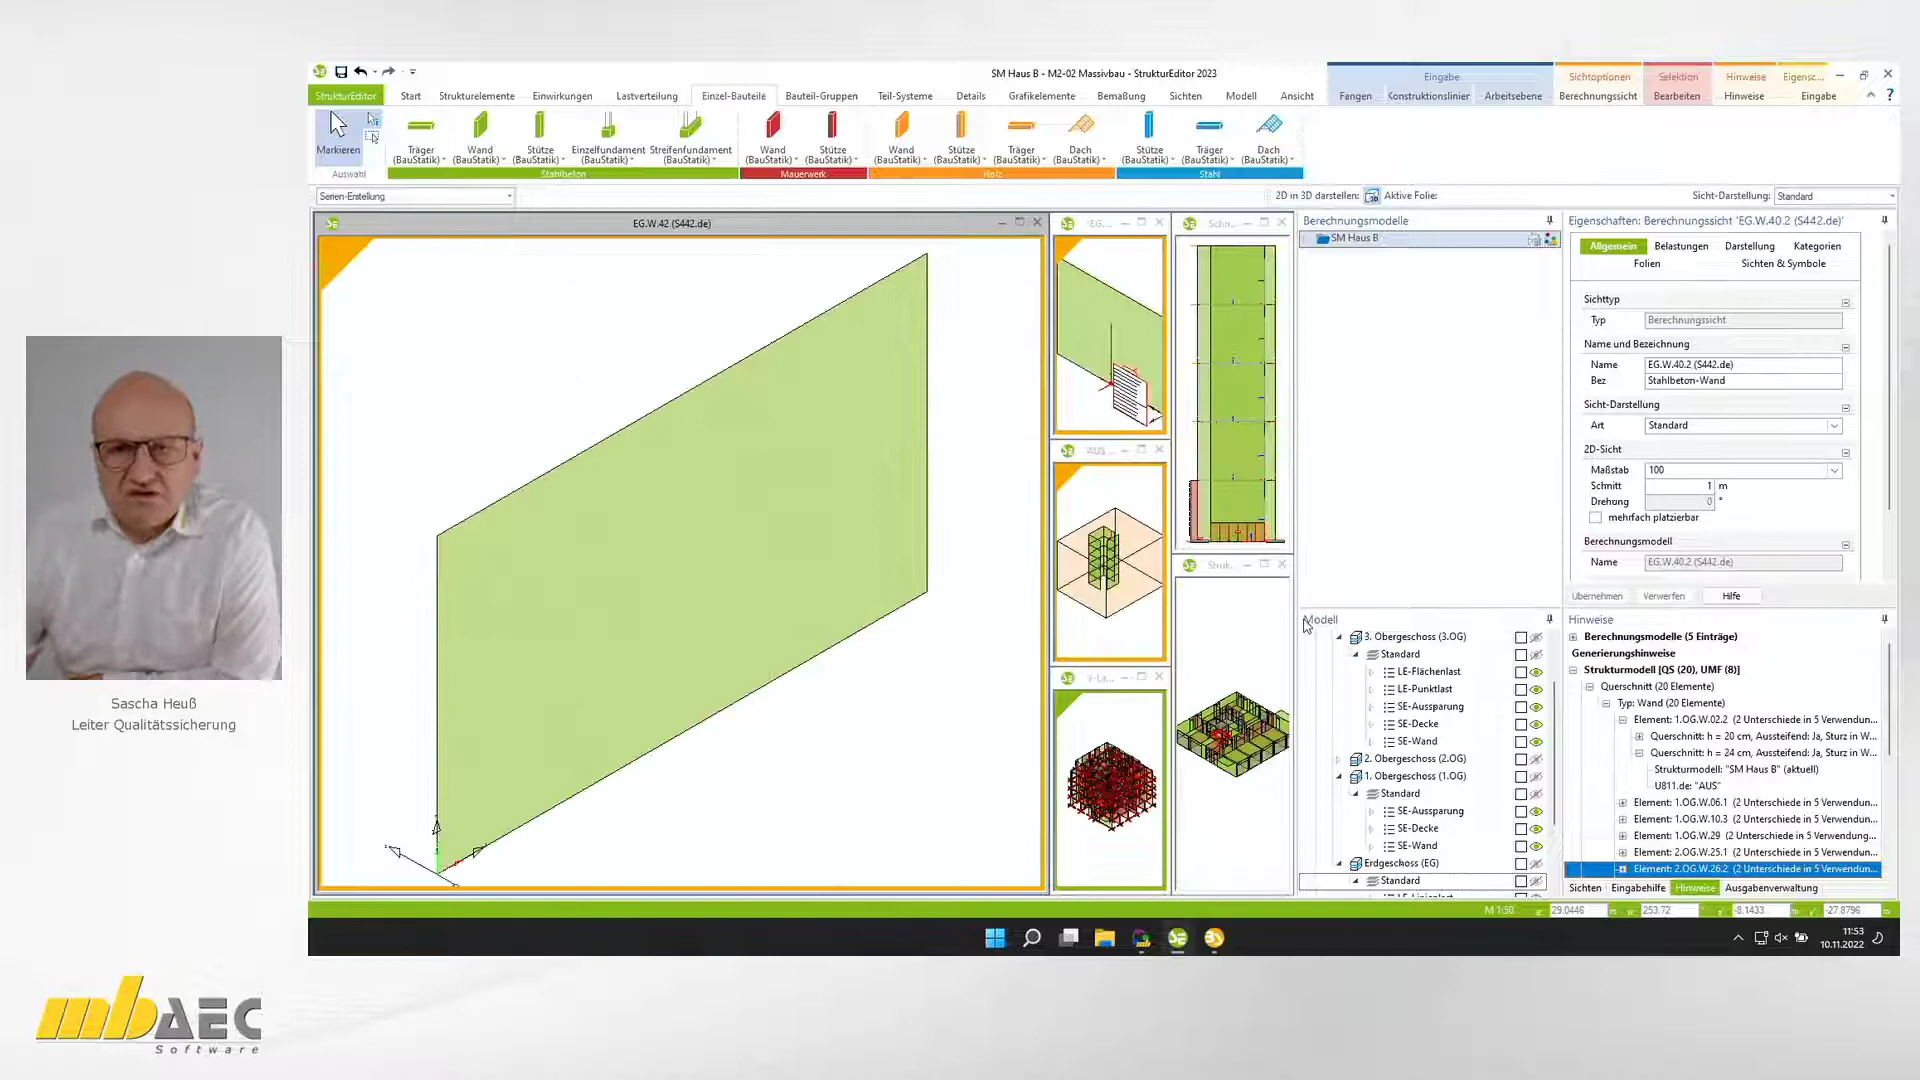 SM Haus B - M2-02 Massivbau - StrukturEditor 2023
Eingabe
Sichtoptionen
Selektion
Hinweise
Eigensc...
StrukturEditor
Start
Strukturelemente
Einwirkungen
Lastverteilung
Einzel-Bauteile
Bauteil-Gruppen
Teil-Systeme
Details
Grafikelemente
Bemaßung
Sichten
Modell
Ansicht
Fangen
Konstruktionslinien
Arbeitsebene
Berechnungssicht
Bearbeiten
Hinweise
Eingabe
Markieren
Auswahl
Träger (BauStatik)
Wand (BauStatik)
Stütze (BauStatik)
Einzelfundament (BauStatik)
Streifenfundament (BauStatik)
Stahlbeton
Wand (BauStatik)
Stütze (BauStatik)
Mauerwerk
Wand (BauStatik)
Stütze (BauStatik)
Träger (BauStatik)
Dach (BauStatik)
Holz
Stütze (BauStatik)
Träger (BauStatik)
Dach (BauStatik)
Stahl
Serien-Erstellung
2D in 3D darstellen:
Aktive Folie:
Sicht-Darstellung:
Standard
EG.W.42 (S442.de)
EG...
Schn...
AUS...
V-La...
Struk...
Berechnungsmodelle
SM Haus B
Modell
3. Obergeschoss (3.OG)
Standard
LE-Flächenlast
LE-Punktlast
SE-Aussparung
SE-Decke
SE-Wand
2. Obergeschoss (2.OG)
1. Obergeschoss (1.OG)
Standard
SE-Aussparung
SE-Decke
SE-Wand
Erdgeschoss (EG)
Standard
Eigenschaften: Berechnungssicht 'EG.W.40.2 (S442.de)'
Allgemein
Belastungen
Darstellung
Kategorien
Folien
Sichten & Symbole
Sichttyp
Typ
Berechnungssicht
Name und Bezeichnung
Name
EG.W.40.2 (S442.de)
Bez
Stahlbeton-Wand
Sicht-Darstellung
Art
Standard
2D-Sicht
Maßstab
100
Schnitt
1 m
Drehung
0 °
mehrfach platzierbar
Berechnungsmodell
Name
EG.W.40.2 (S442.de)
Übernehmen
Verwerfen
Hilfe
Hinweise
Berechnungsmodelle (5 Einträge)
Generierungshinweise
Strukturmodell [QS (20), UMF (8)]
Querschnitt (20 Elemente)
Typ: Wand (20 Elemente)
Element: 1.OG.W.02.2 (2 Unterschiede in 5 Verwendun...
Querschnitt: h = 20 cm, Aussteifend: Ja, Sturz in W...
Querschnitt: h = 24 cm, Aussteifend: Ja, Sturz in W...
Strukturmodell: "SM Haus B" (aktuell)
U811.de: "AUS"
Element: 1.OG.W.06.1 (2 Unterschiede in 5 Verwendun...
Element: 1.OG.W.10.3 (2 Unterschiede in 5 Verwendun...
Element: 1.OG.W.29 (2 Unterschiede in 5 Verwendung...
Element: 2.OG.W.25.1 (2 Unterschiede in 5 Verwendun...
Element: 2.OG.W.26.2 (2 Unterschiede in 5 Verwendun...
Sichten
Eingabehilfe
Hinweise
Ausgabenverwaltung
M 1:50
29.0446
253.72
-8.1433
-27.8796
11:53
10.11.2022
Sascha Heuß
Leiter Qualitätssicherung
mbAEC
Software